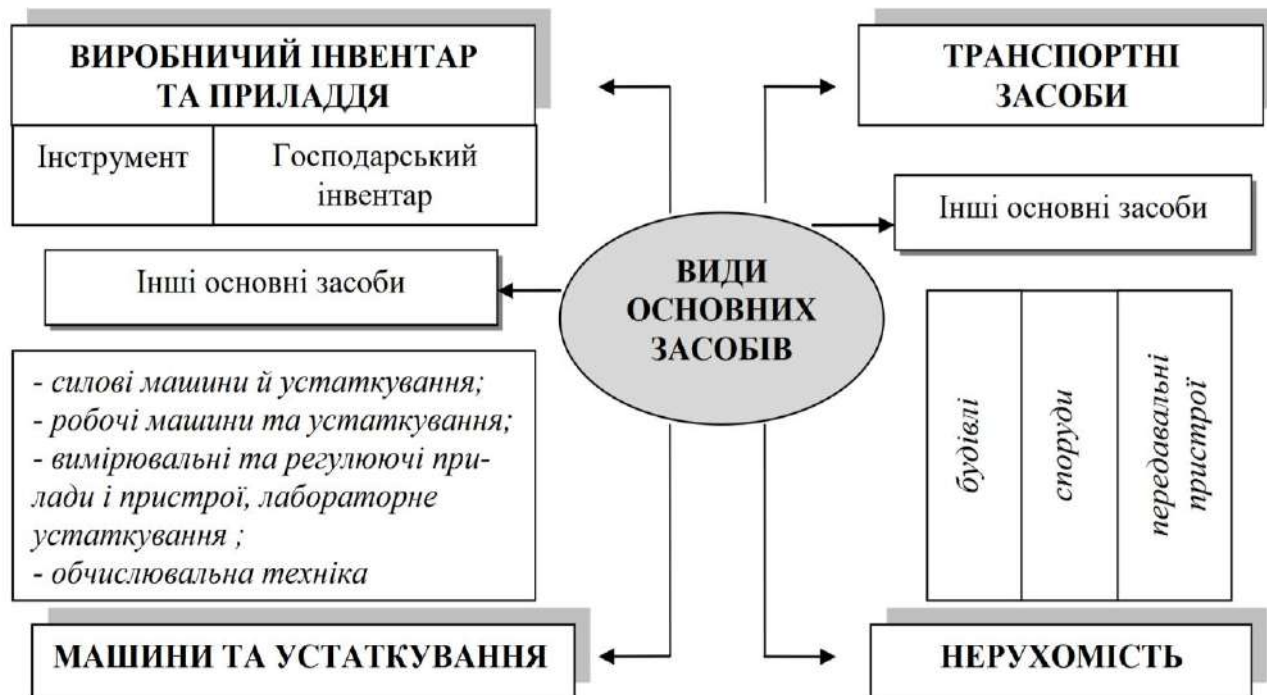 ВИРОБНИЧИЙ ІНВЕНТАР
ТА ПРИЛАДДЯ
Інструмент
Господарський
інвентар
Інші основні засоби
- силові машини й устаткування;
- робочі машини та устаткування;
- вимірювальні та регулюючі при-
лади і пристрої, лабораторне
устаткування ;
- обчислювальна техніка
МАШИНИ ТА УСТАТКУВАННЯ
ВИДИ
ОСНОВНИХ
ЗАСОБІВ
ТРАНСПОРТНІ
ЗАСОБИ
Інші основні засоби
будівлі
споруди
передавальні
пристрої
НЕРУХОМІСТЬ